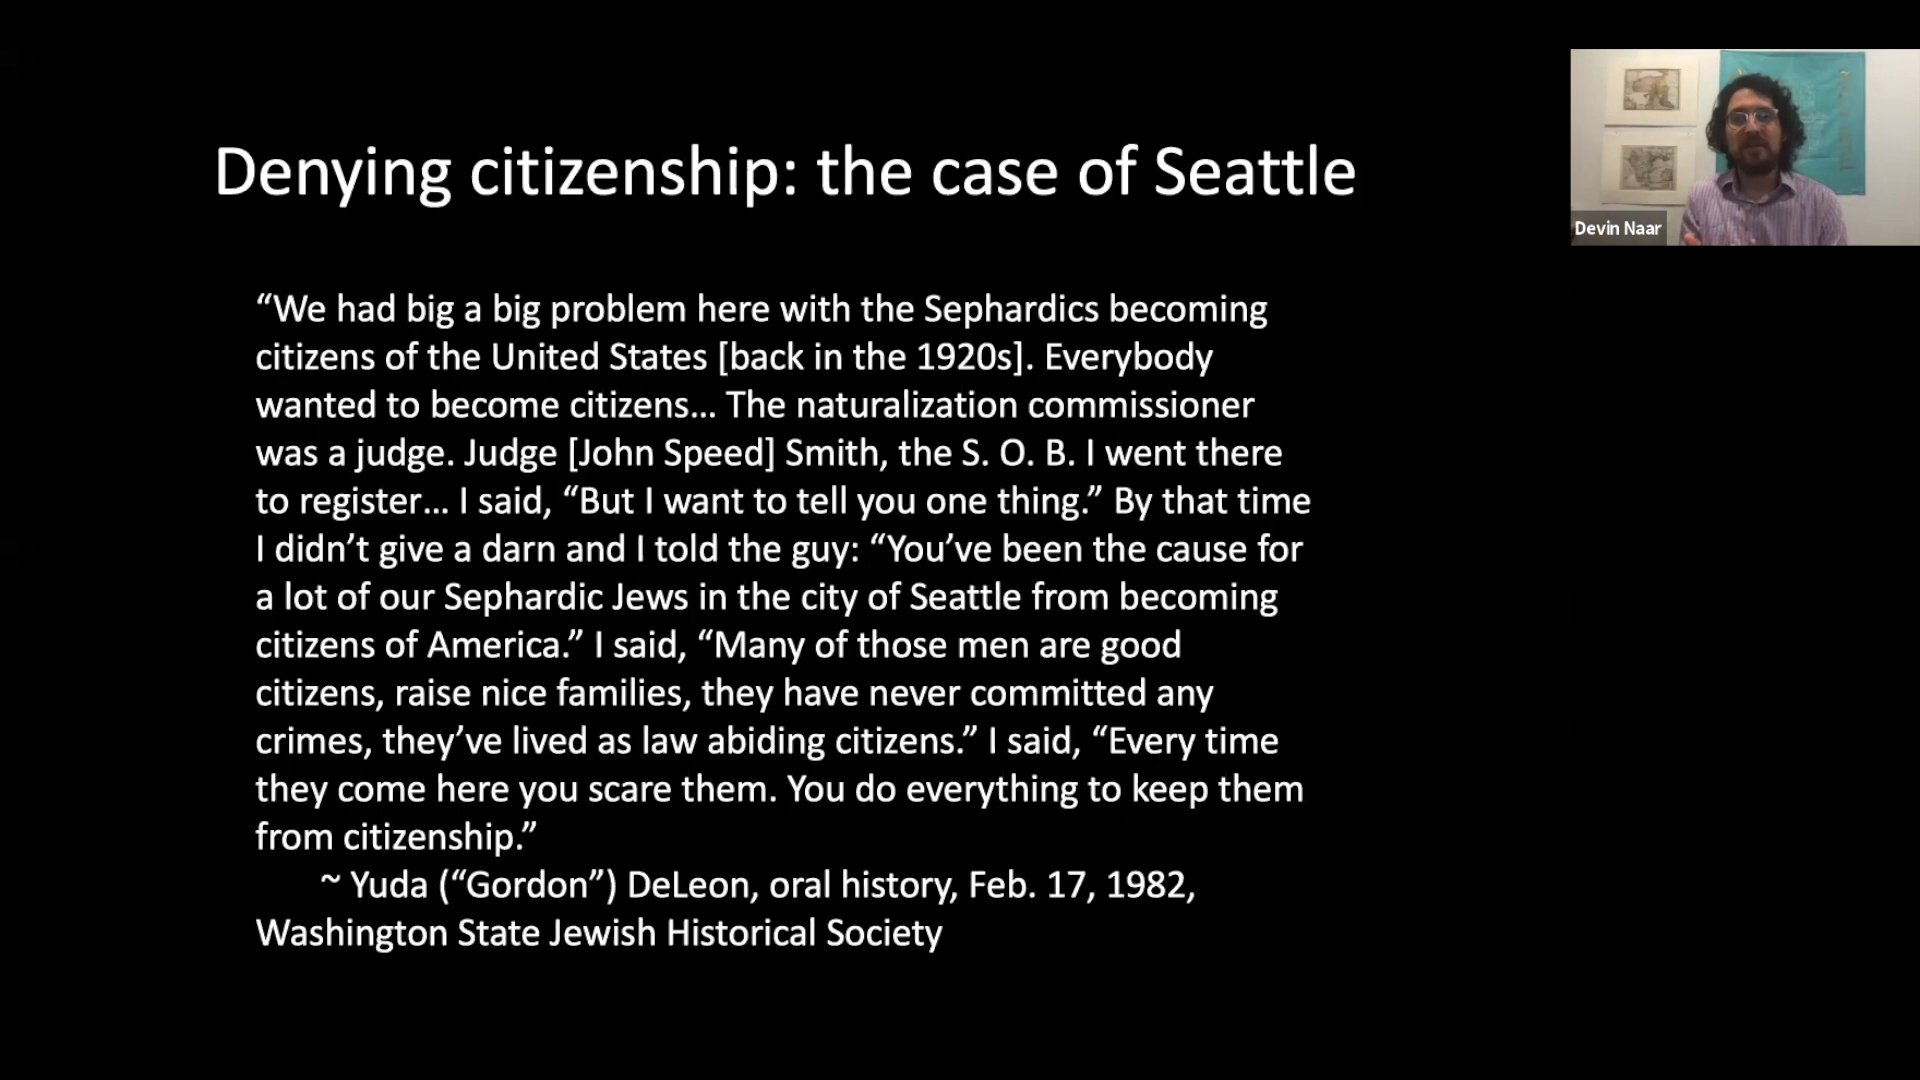 Denying citizenship: the case of Seattle
Devin Naar
“We had big a big problem here with the Sephardics becoming
citizens of the United States [back in the 1920s]. Everybody
wanted to become citizens… The naturalization commissioner
was a judge. Judge [John Speed] Smith, the S. O. B. I went there
to register… I said, “But I want to tell you one thing.” By that time
I didn’t give a darn and I told the guy: “You’ve been the cause for
a lot of our Sephardic Jews in the city of Seattle from becoming
citizens of America.” I said, “Many of those men are good
citizens, raise nice families, they have never committed any
crimes, they’ve lived as law abiding citizens.” I said, “Every time
they come here you scare them. You do everything to keep them
from citizenship.”
~ Yuda (“Gordon”) DeLeon, oral history, Feb. 17, 1982,
Washington State Jewish Historical Society